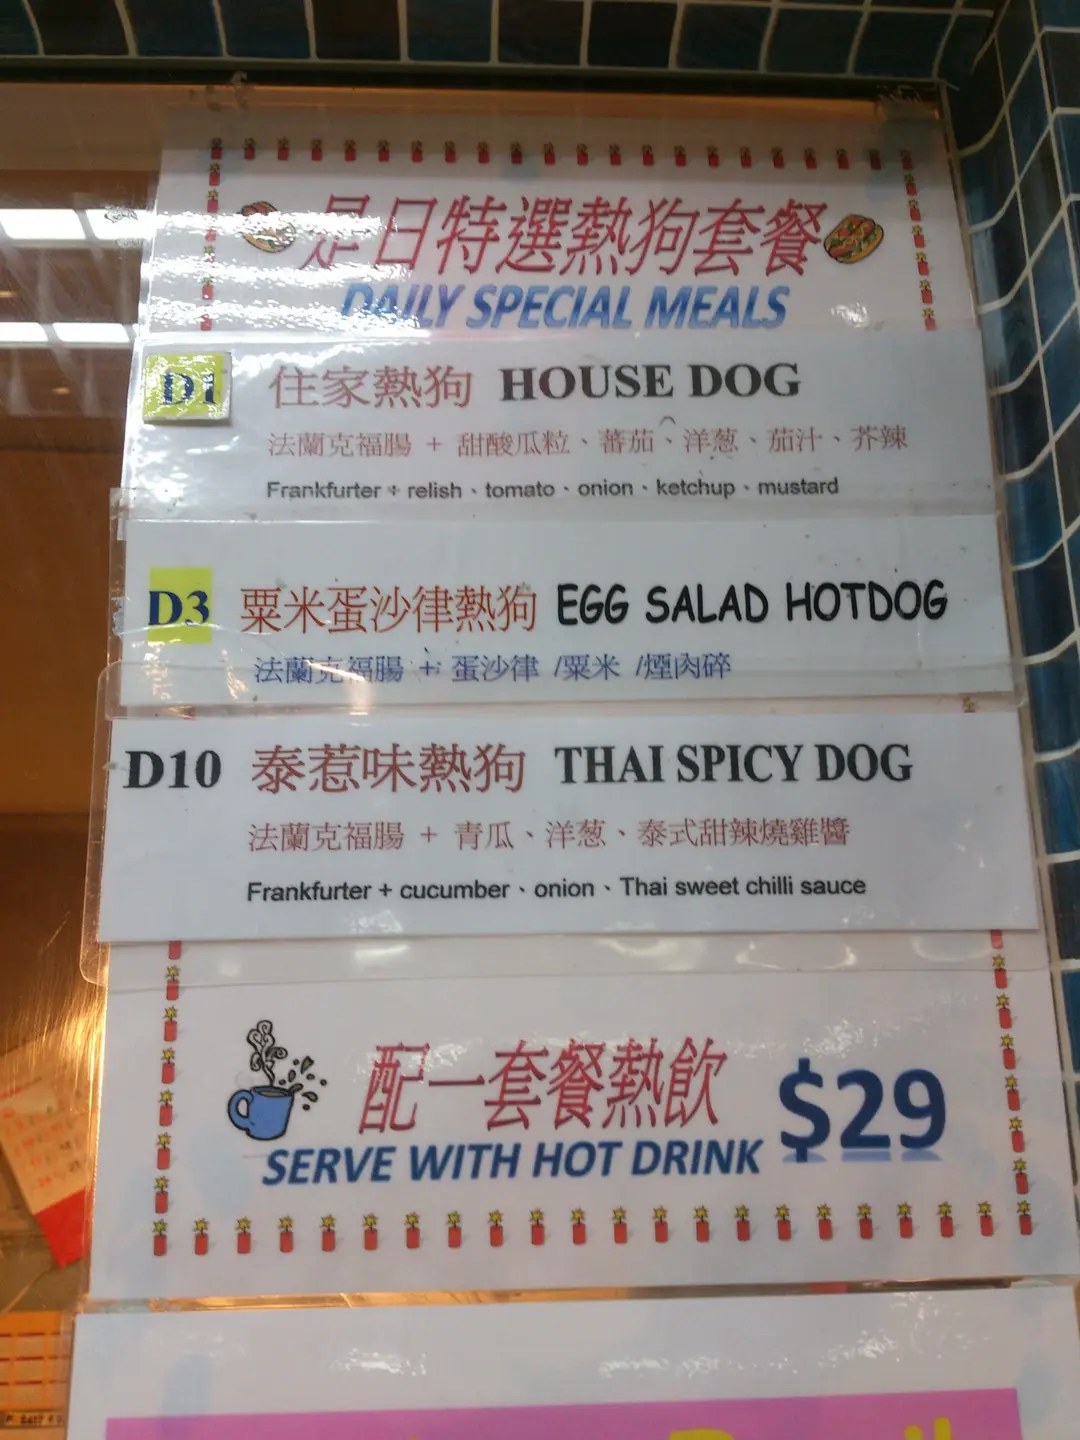 是日特選熱狗套餐
DAILY SPECIAL MEALS
D1 住家熱狗 HOUSE DOG
法蘭克福腸 + 甜酸瓜粒、蕃茄、洋葱、茄汁、芥辣
Frankfurter + relish、tomato、onion、ketchup、mustard
D3 粟米蛋沙律熱狗 EGG SALAD HOTDOG
法蘭克福腸 + 蛋沙律 /粟米 /煙肉碎
D10 泰惹味熱狗 THAI SPICY DOG
法蘭克福腸 + 青瓜、洋葱、泰式甜辣燒雞醬
Frankfurter + cucumber、onion、Thai sweet chilli sauce
配一套餐熱飲 $29
SERVE WITH HOT DRINK